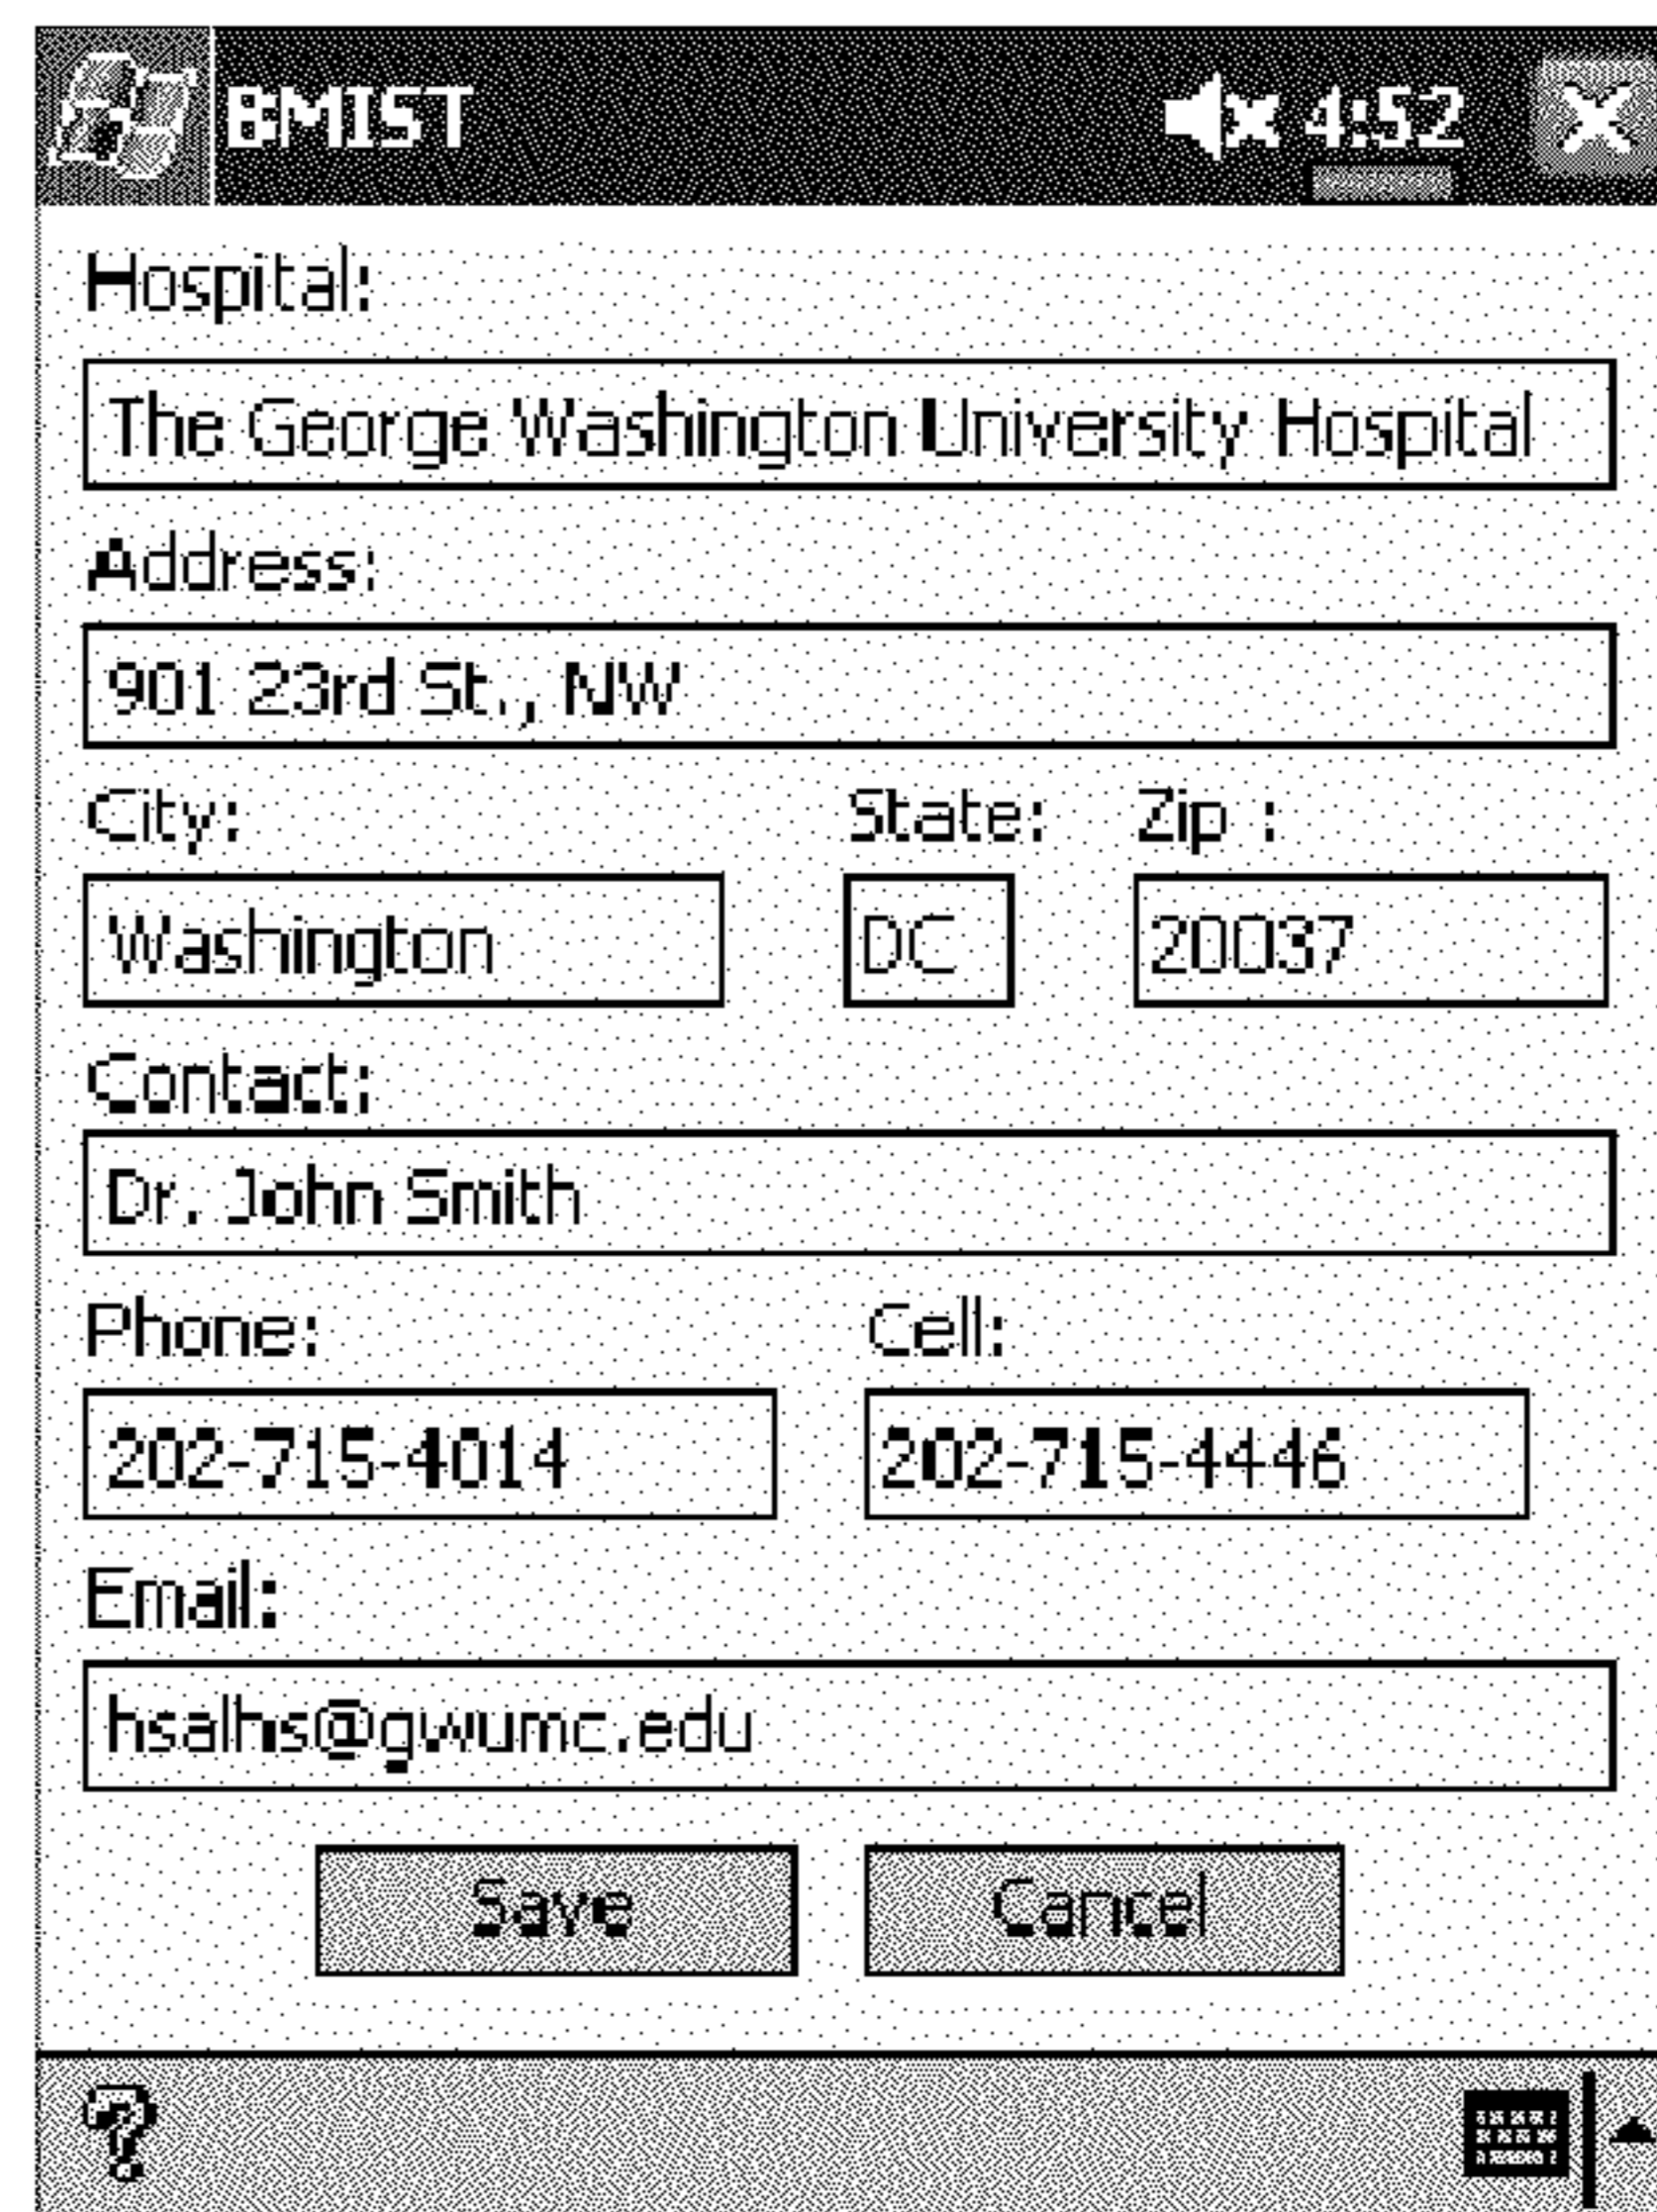 BMIST 4:52
Hospital:
The George Washington University Hospital
Address:
901 23rd St., NW
City: State: Zip :
Washington DC 20037
Contact:
Dr. John Smith
Phone: Cell:
202-715-4014 202-715-4446
Email:
hsalhs@gwumc.edu
Save Cancel
?